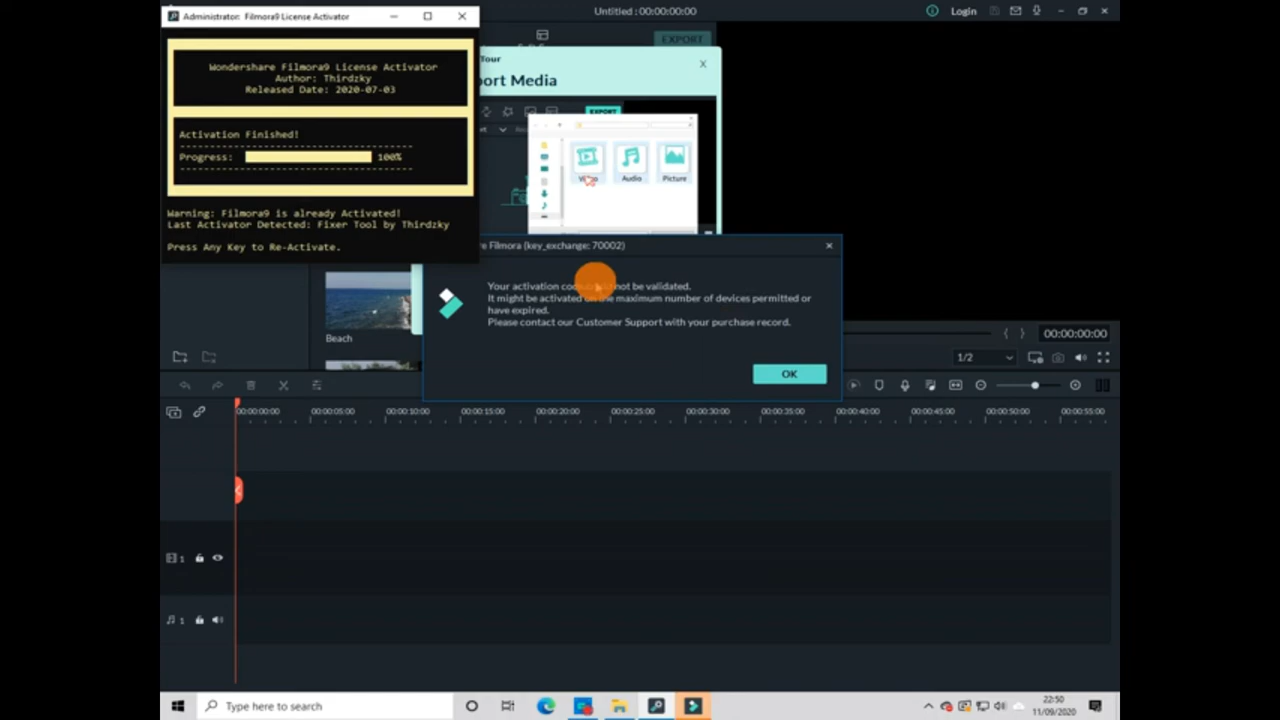 Administrator: Filmora9 License Activator
Untitled : 00:00:00:00
Login
EXPORT
Wondershare Filmora9 License Activator
Author: Thirdzky
Released Date: 2020-07-03
Tour
port Media
EXPORT
Activation Finished!
Progress: 100%
Audio
Picture
Warning: Filmora9 is already Activated!
Last Activator Detected: Fixer Tool by Thirdzky
Press Any Key to Re-Activate.
re Filmora (key_exchange: 70002)
Your activation not be validated.
It might be activated on the maximum number of devices permitted or
have expired.
Please contact our Customer Support with your purchase record.
OK
Beach
00:00:00:00
1/2
00:00:00:00
00:00:05:00
00:00:10:00
00:00:15:00
00:00:20:00
00:00:25:00
00:00:30:00
00:00:35:00
00:00:40:00
00:00:45:00
00:00:50:00
00:00:55:00
1
1
Type here to search
22:50
11/09/2020